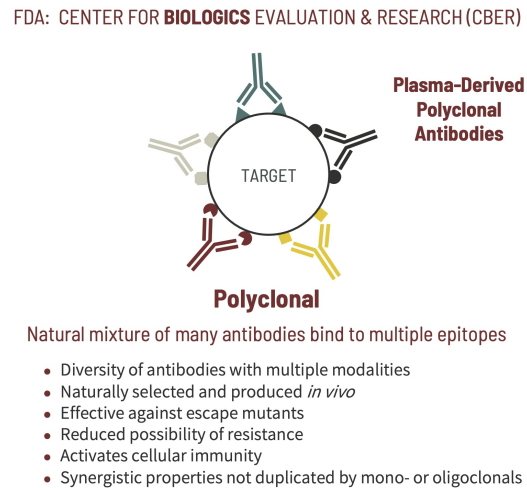 FDA: CENTER FOR BIOLOGICS EVALUATION & RESEARCH (CBER)
Plasma-Derived
Polyclonal
Antibodies
TARGET
Polyclonal
Natural mixture of many antibodies bind to multiple epitopes
• Diversity of antibodies with multiple modalities
• Naturally selected and produced in vivo
• Effective against escape mutants
• Reduced possibility of resistance
• Activates cellular immunity
• Synergistic properties not duplicated by mono- or oligoclonals